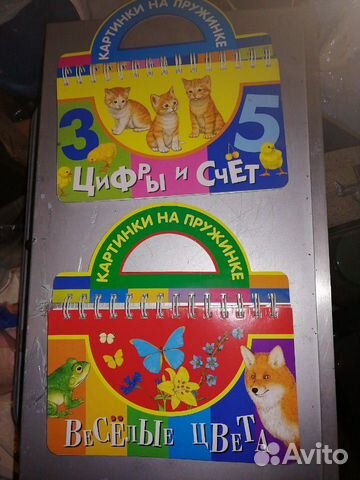 КАРТИНКИ НА ПРУЖИНКЕ
3 5
ЦИФРЫ И СЧЁТ
КАРТИНКИ НА ПРУЖИНКЕ
ВЕСЁЛЫЕ ЦВЕТА
Avito